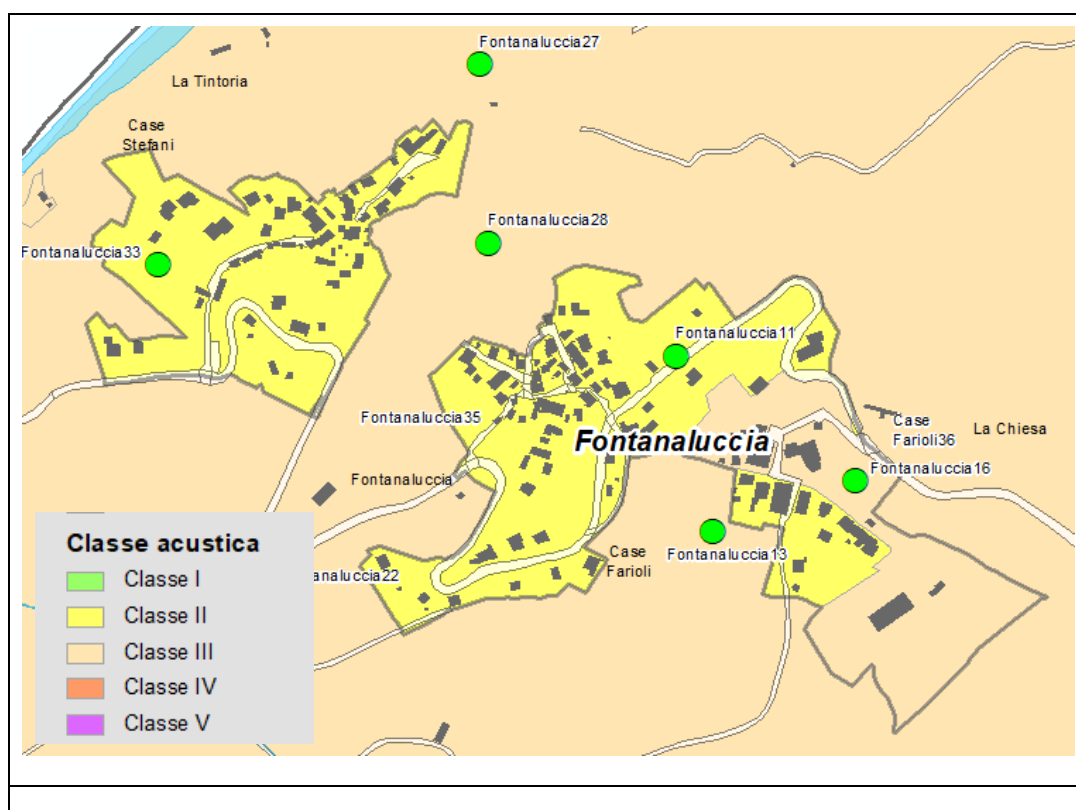 Fontanaluccia27
La Tintoria
Case
Stefani
Fontanaluccia28
Fontanaluccia33
Fontanaluccia11
Fontanaluccia35
Case
Farioli36
La Chiesa
Fontanaluccia
Fontanaluccia16
Fontanaluccia
Fontanaluccia13
Case
Farioli
analuccia22
Classe acustica
Classe I
Classe II
Classe III
Classe IV
Classe V